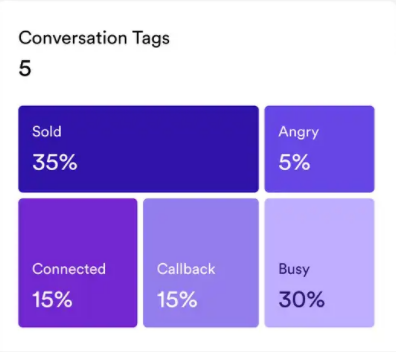 Conversation Tags
5
Sold
35%
Angry
5%
Connected
15%
Callback
15%
Busy
30%